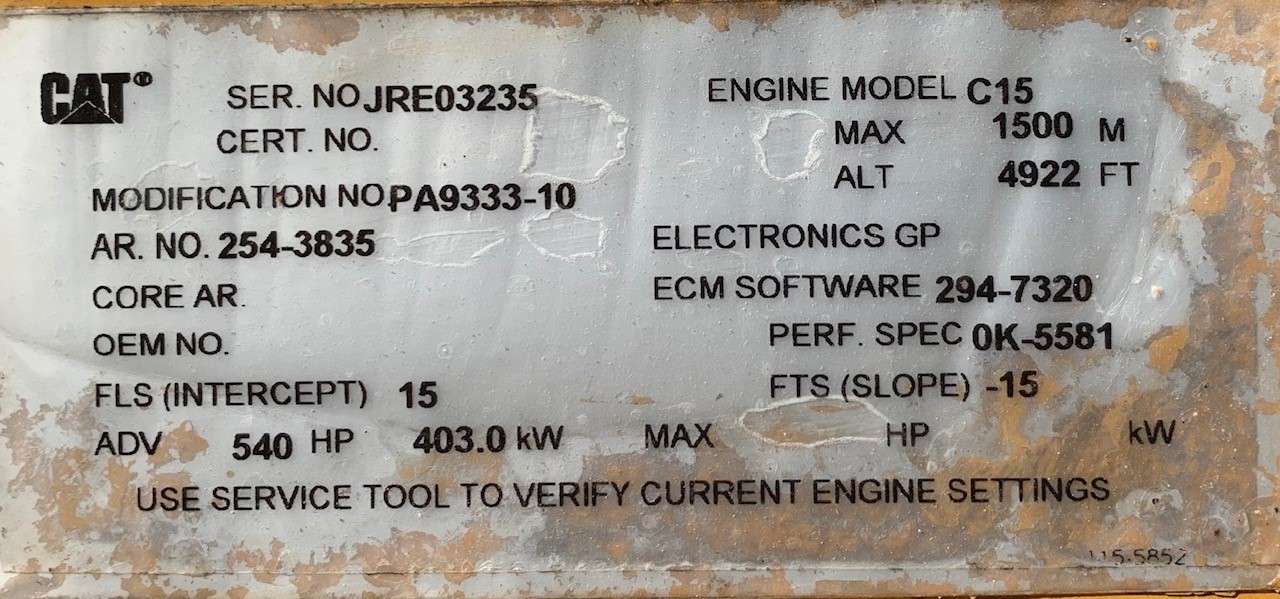 CAT® SER. NO JRE03235 ENGINE MODEL C15
CERT. NO. MAX 1500 M
ALT 4922 FT
MODIFICATION NO. PA9333-10
AR. NO. 254-3835 ELECTRONICS GP
CORE AR. ECM SOFTWARE 294-7320
OEM NO. PERF. SPEC 0K-5581
FLS (INTERCEPT) 15 FTS (SLOPE) -15
ADV 540 HP 403.0 kW MAX HP kW
USE SERVICE TOOL TO VERIFY CURRENT ENGINE SETTINGS